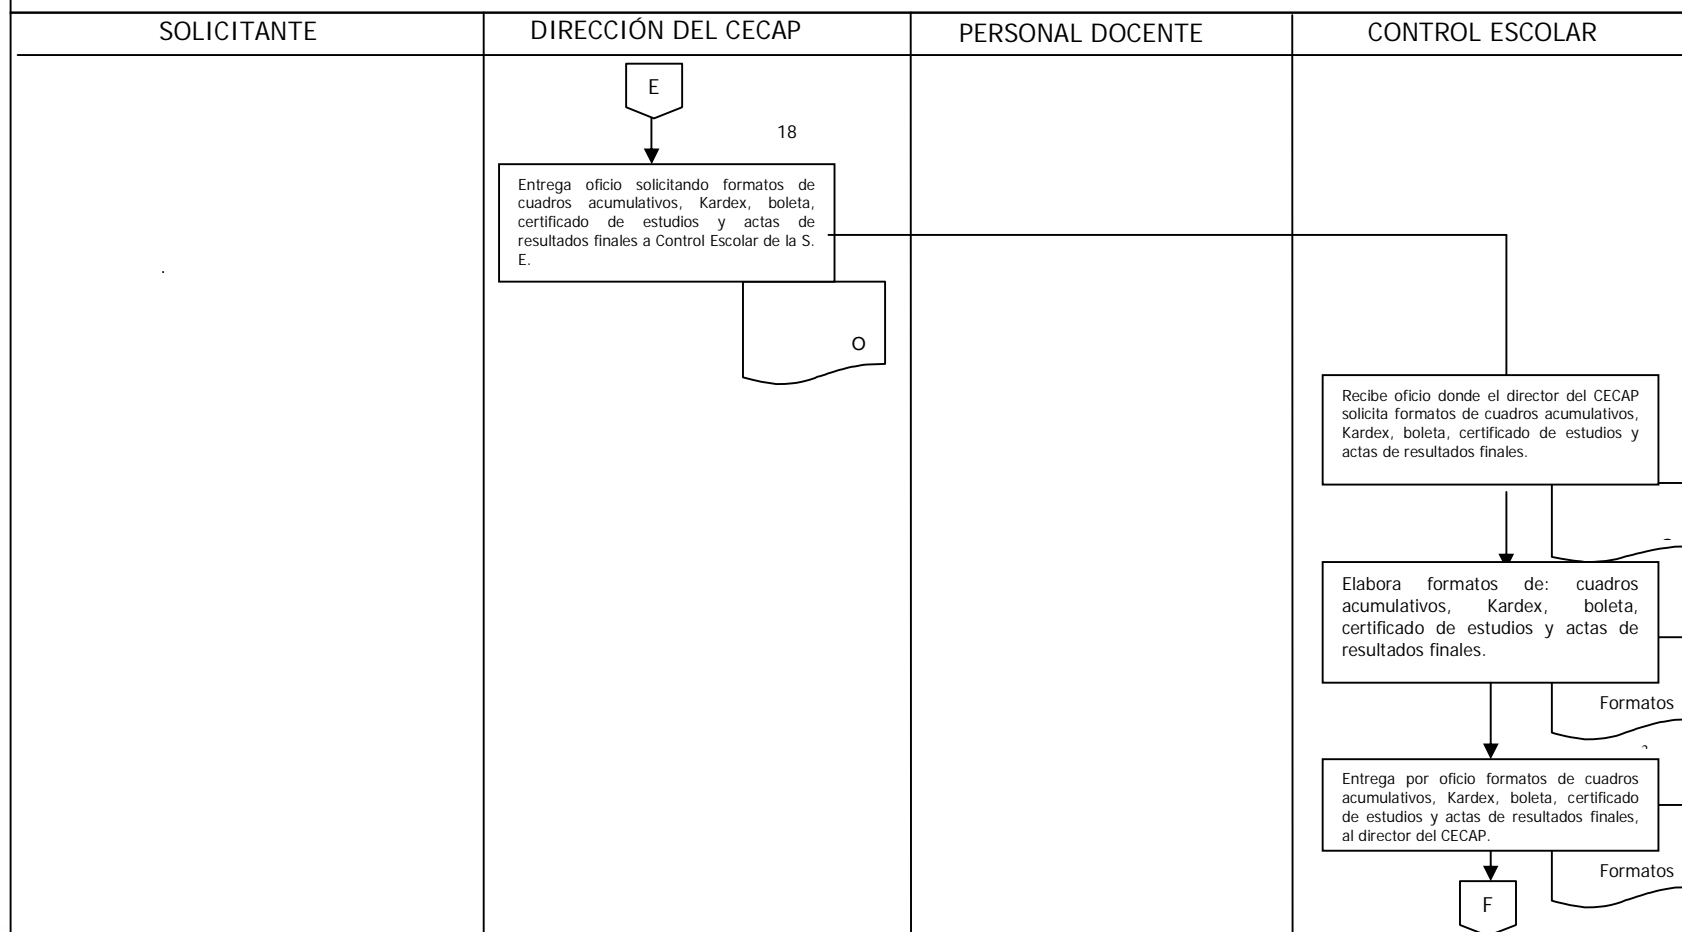 SOLICITANTE
DIRECCIÓN DEL CECAP
PERSONAL DOCENTE
CONTROL ESCOLAR
E
18
Entrega oficio solicitando formatos de
cuadros acumulativos, Kardex, boleta,
certificado de estudios y actas de
resultados finales a Control Escolar de la S.
E.
.
O
Recibe oficio donde el director del CECAP
solicita formatos de cuadros acumulativos,
Kardex, boleta, certificado de estudios y
actas de resultados finales.
Elabora formatos de: cuadros
acumulativos, Kardex, boleta,
certificado de estudios y actas de
resultados finales.
Formatos
Entrega por oficio formatos de cuadros
acumulativos, Kardex, boleta, certificado
de estudios y actas de resultados finales,
al director del CECAP.
Formatos
F